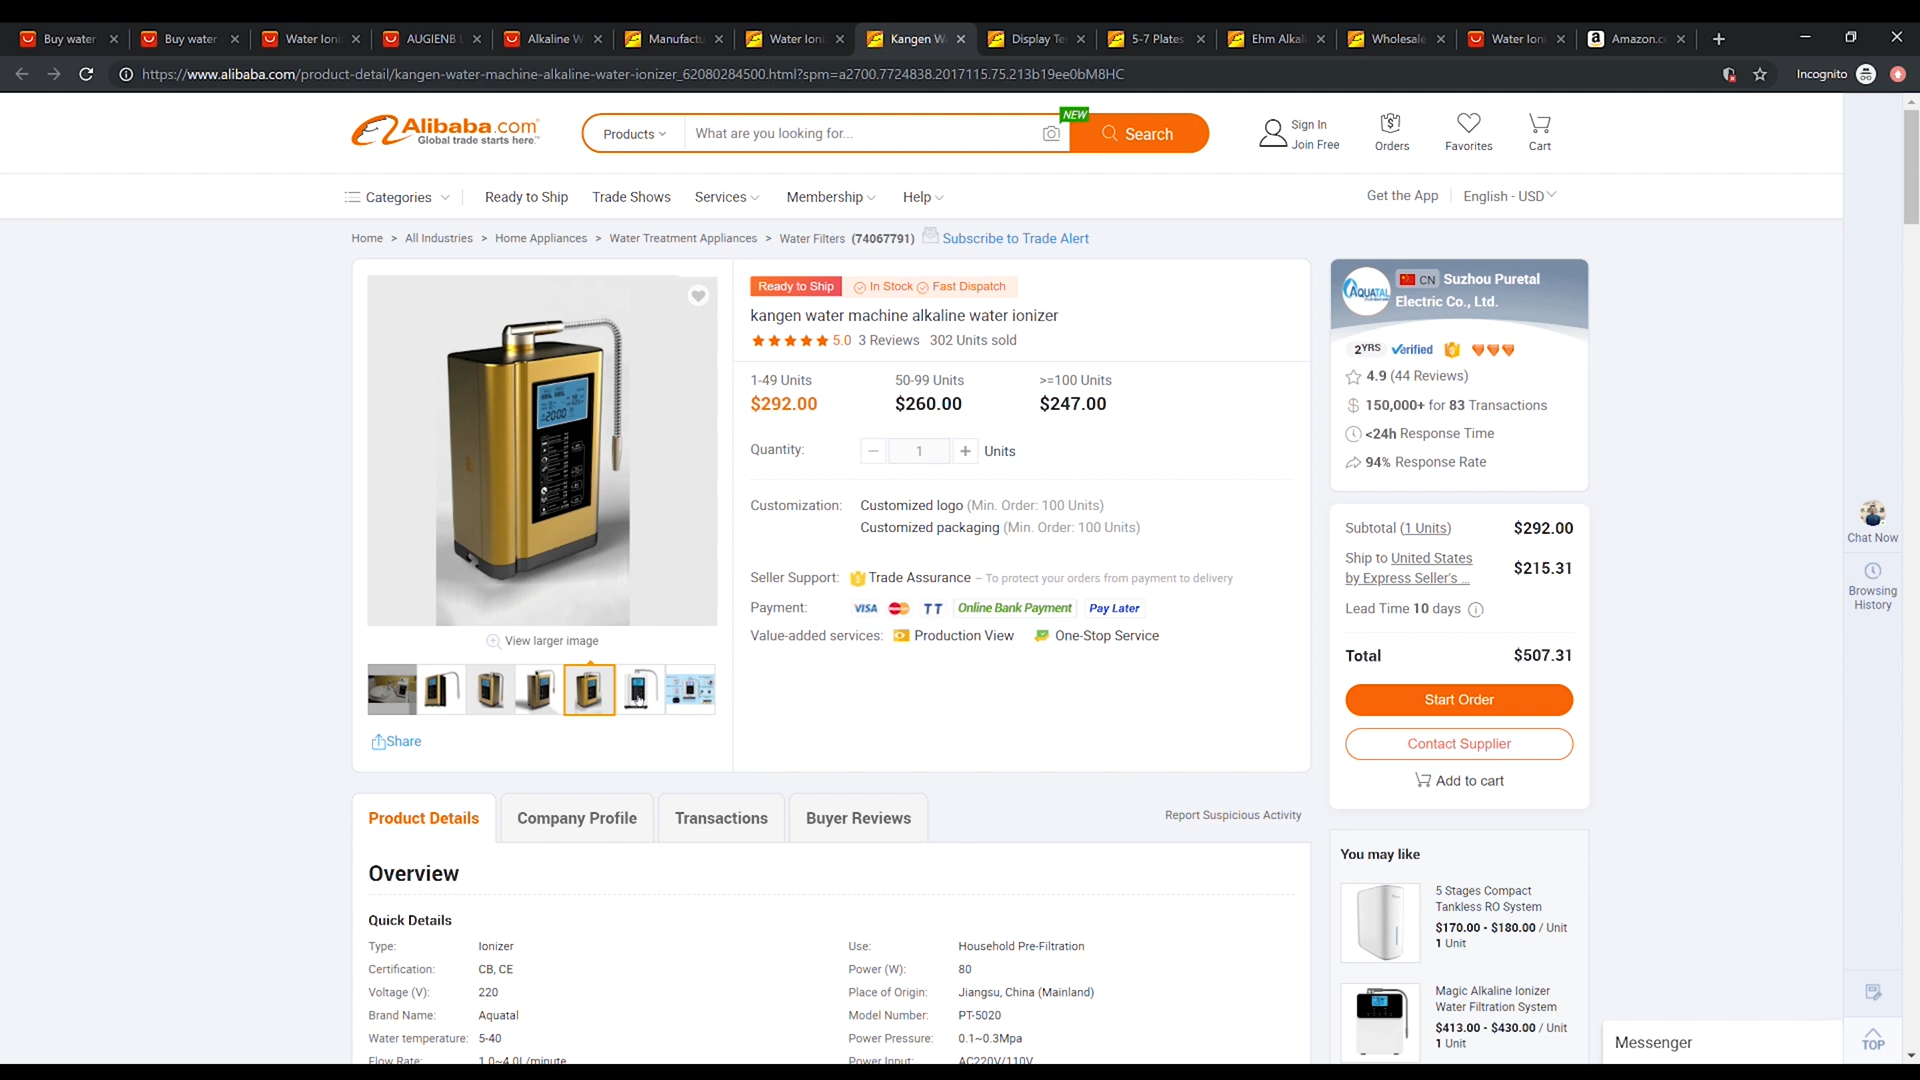 Buy water
Buy water
Water Ioni
AUGIENB
Alkaline W
Manufactu
Water Ioni
Kangen W
Display Te
5-7 Plates
Ehm Alkal
Wholesale
Water Ioni
Amazon.c
https://www.alibaba.com/product-detail/kangen-water-machine-alkaline-water-ionizer_62080284500.html?spm=a2700.7724838.2017115.75.213b19ee0bM8HC
Incognito
Alibaba.com
Global trade starts here.
Products
What are you looking for...
NEW
Search
Sign In
Join Free
Orders
Favorites
Cart
Categories
Ready to Ship
Trade Shows
Services
Membership
Help
Get the App
English - USD
Home > All Industries > Home Appliances > Water Treatment Appliances > Water Filters (74067791)
Subscribe to Trade Alert
Ready to Ship
In Stock
Fast Dispatch
kangen water machine alkaline water ionizer
5.0 3 Reviews 302 Units sold
1-49 Units
50-99 Units
>=100 Units
$292.00
$260.00
$247.00
Quantity:
1
Units
Customization:
Customized logo (Min. Order: 100 Units)
Customized packaging (Min. Order: 100 Units)
Seller Support:
Trade Assurance – To protect your orders from payment to delivery
Payment:
VISA
TT
Online Bank Payment
Pay Later
Value-added services:
Production View
One-Stop Service
View larger image
Share
AQUATAL
CN Suzhou Puretal
Electric Co., Ltd.
2YRS
Verified
4.9 (44 Reviews)
150,000+ for 83 Transactions
<24h Response Time
94% Response Rate
Subtotal (1 Units)
$292.00
Ship to United States
by Express Seller's ...
$215.31
Lead Time 10 days
Total
$507.31
Start Order
Contact Supplier
Add to cart
Chat Now
Browsing
History
Product Details
Company Profile
Transactions
Buyer Reviews
Report Suspicious Activity
Overview
Quick Details
Type: Ionizer
Use: Household Pre-Filtration
Certification: CB, CE
Power (W): 80
Voltage (V): 220
Place of Origin: Jiangsu, China (Mainland)
Brand Name: Aquatal
Model Number: PT-5020
Water temperature: 5-40
Power Pressure: 0.1~0.3Mpa
Flow Rate: 1.0~4.0L/minute
Power Input: AC220V/110V
You may like
5 Stages Compact
Tankless RO System
$170.00 - $180.00 / Unit
1 Unit
Magic Alkaline Ionizer
Water Filtration System
$413.00 - $430.00 / Unit
1 Unit
Messenger
TOP